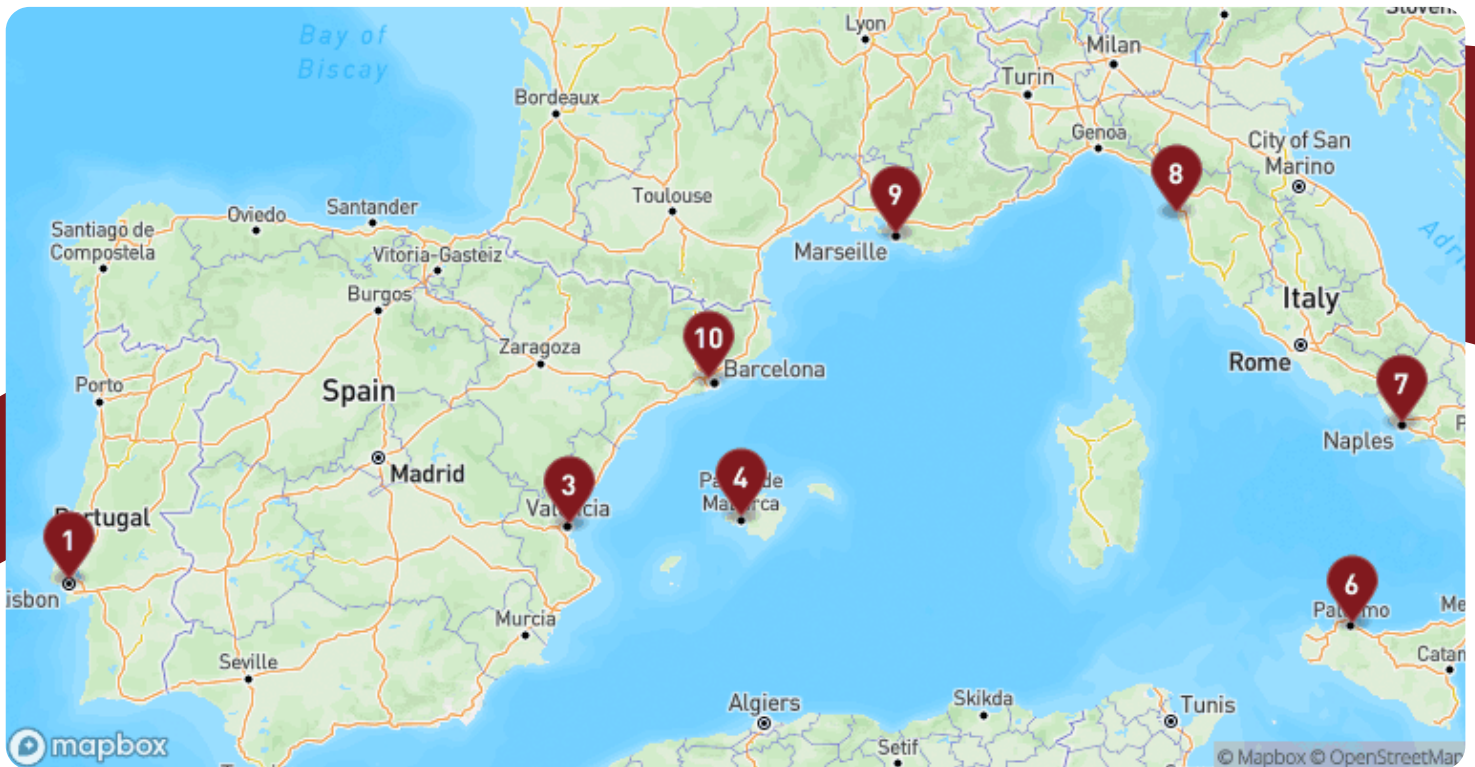 Bay of
Biscay
Lyon
Milan
Turin
Bordeaux
Genoa
City of San
Marino
8
9
Toulouse
Santander
Oviedo
Santiago de
Compostela
Marseille
Vitoria-Gasteiz
Burgos
Italy
10
Zaragoza
Rome
Barcelona
Porto
Spain
7
Naples
Madrid
4
3
Portugal
1
6
Murcia
Seville
Algiers
Skikda
Tunis
Setif
mapbox
© Mapbox © OpenStreetMap